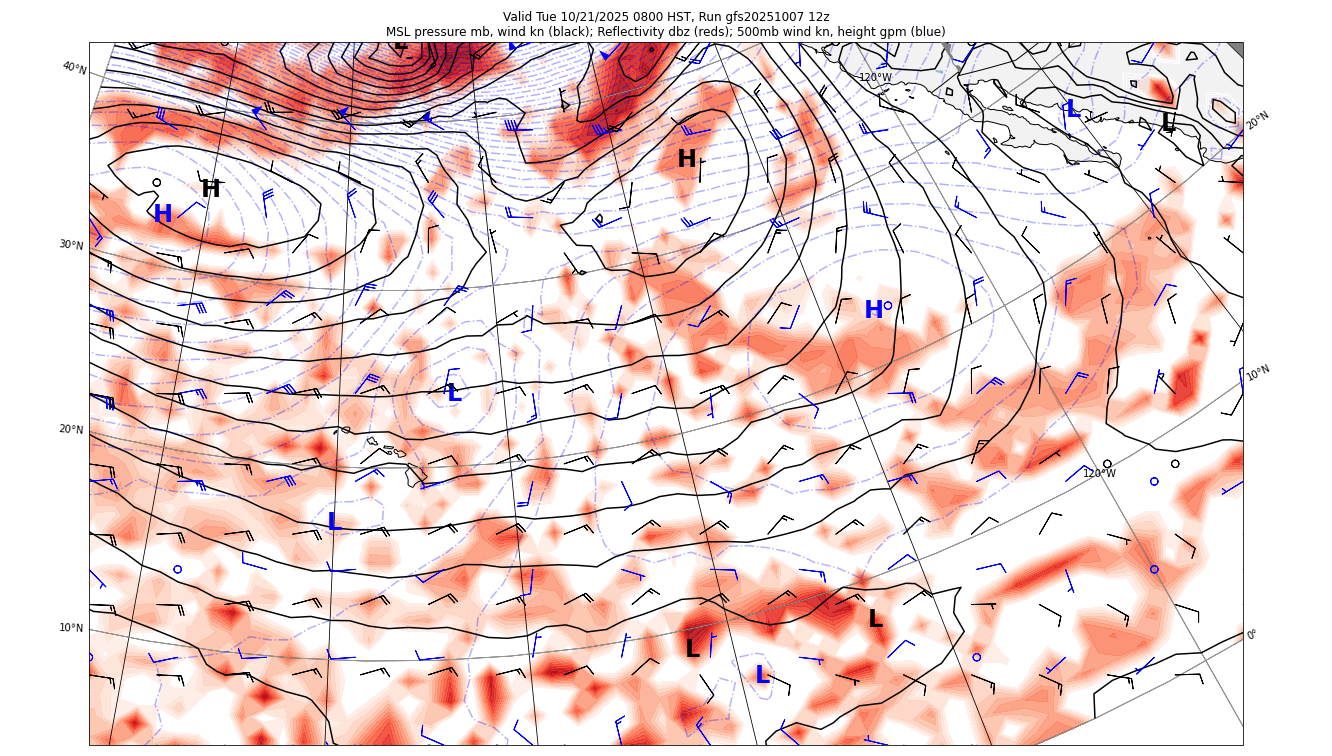 Valid Tue 10/21/2025 0800 HST, Run gfs20251007 12z
MSL pressure mb, wind kn (black); Reflectivity dbz (reds); 500mb wind kn, height gpm (blue)
L
L
40°N
120°W
L
L
20°N
H
H
H
30°N
H
10°N
L
20°N
120°W
L
10°N
L
0°
L
L